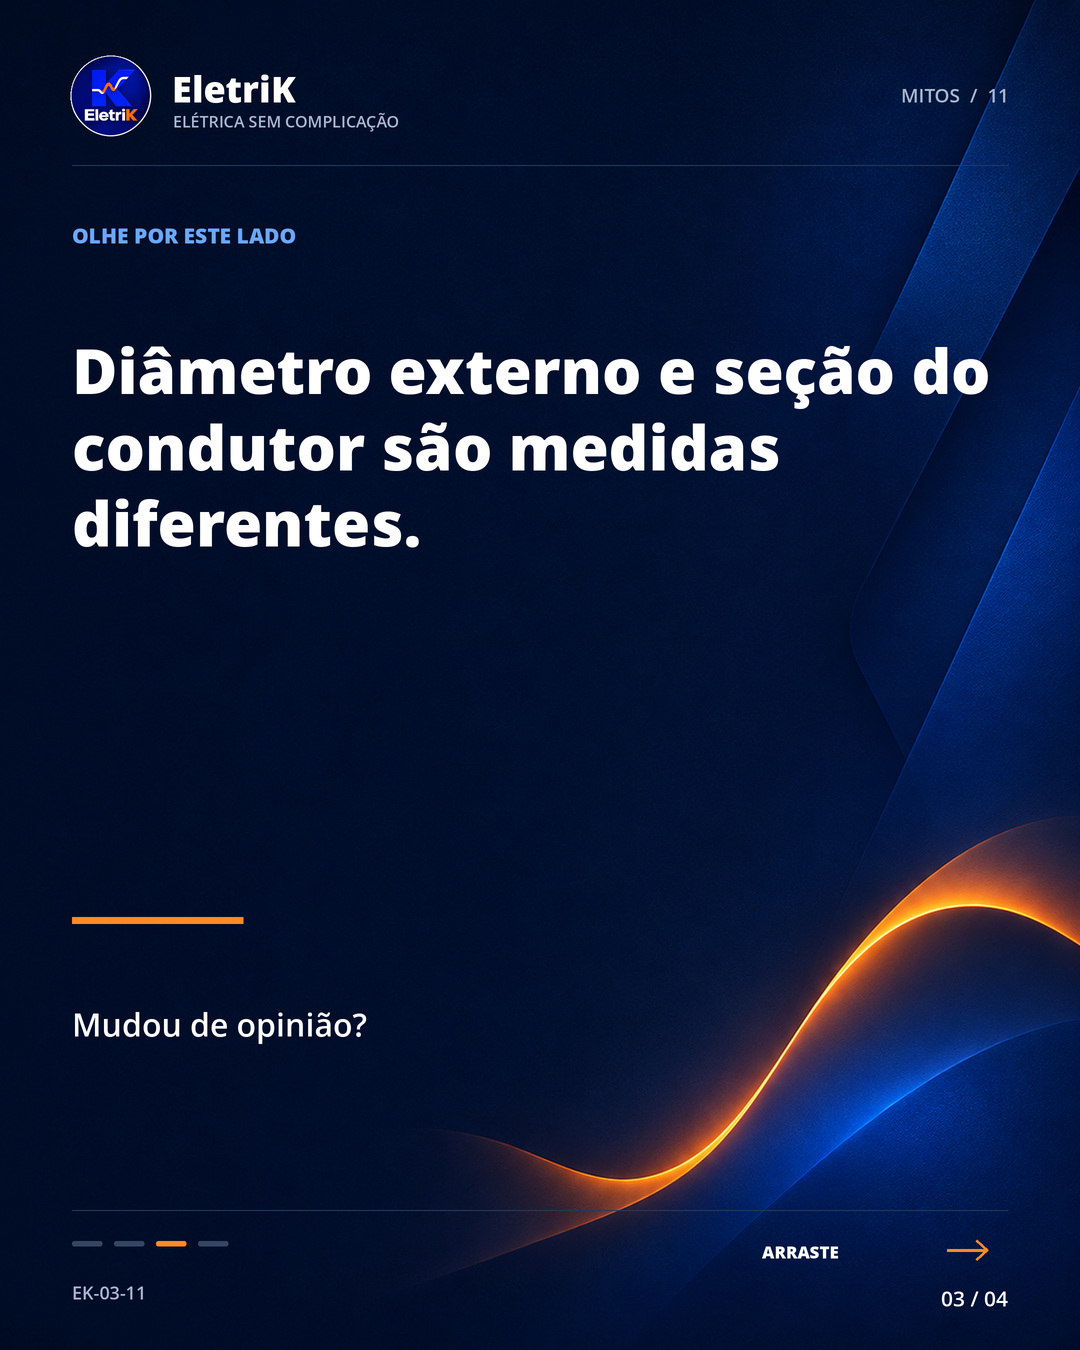 EletriK
EletriK
ELÉTRICA SEM COMPLICAÇÃO
MITOS / 11
OLHE POR ESTE LADO
Diâmetro externo e seção do
condutor são medidas
diferentes.
Mudou de opinião?
ARRASTE
EK-03-11
03 / 04